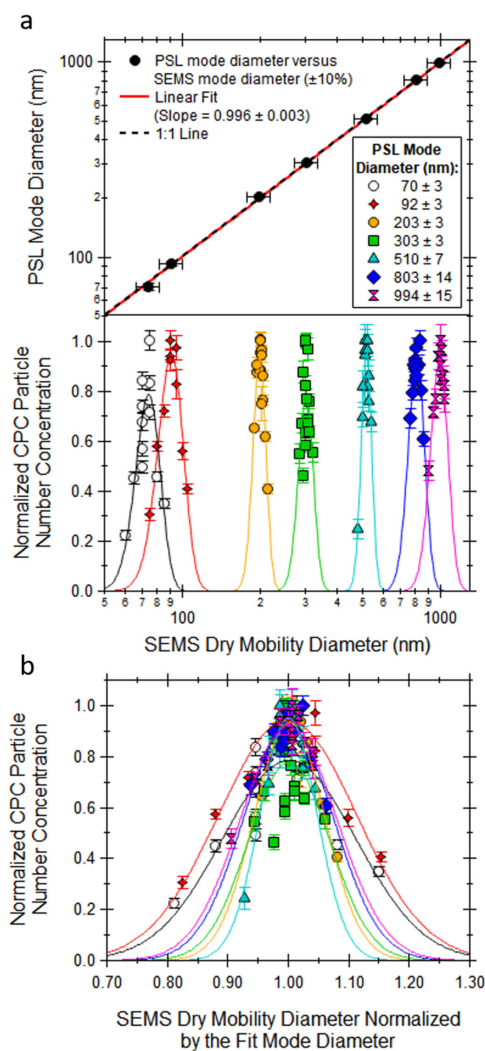 a
1000
8
7
6
5
4
3
2
100
8
7
6
5
PSL Mode Diameter (nm)
PSL mode diameter versus
SEMS mode diameter (±10%)
Linear Fit
(Slope = 0.996 ± 0.003)
1:1 Line
PSL Mode
Diameter (nm):
70 ± 3
92 ± 3
203 ± 3
303 ± 3
510 ± 7
803 ± 14
994 ± 15
1.0
0.8
0.6
0.4
0.2
0.0
Normalized CPC Particle
Number Concentration
5 6 7 8 9 2 3 4 5 6 7 8 9
100 1000
SEMS Dry Mobility Diameter (nm)
b
1.0
0.8
0.6
0.4
0.2
0.0
Normalized CPC Particle
Number Concentration
0.70 0.80 0.90 1.00 1.10 1.20 1.30
SEMS Dry Mobility Diameter Normalized
by the Fit Mode Diameter